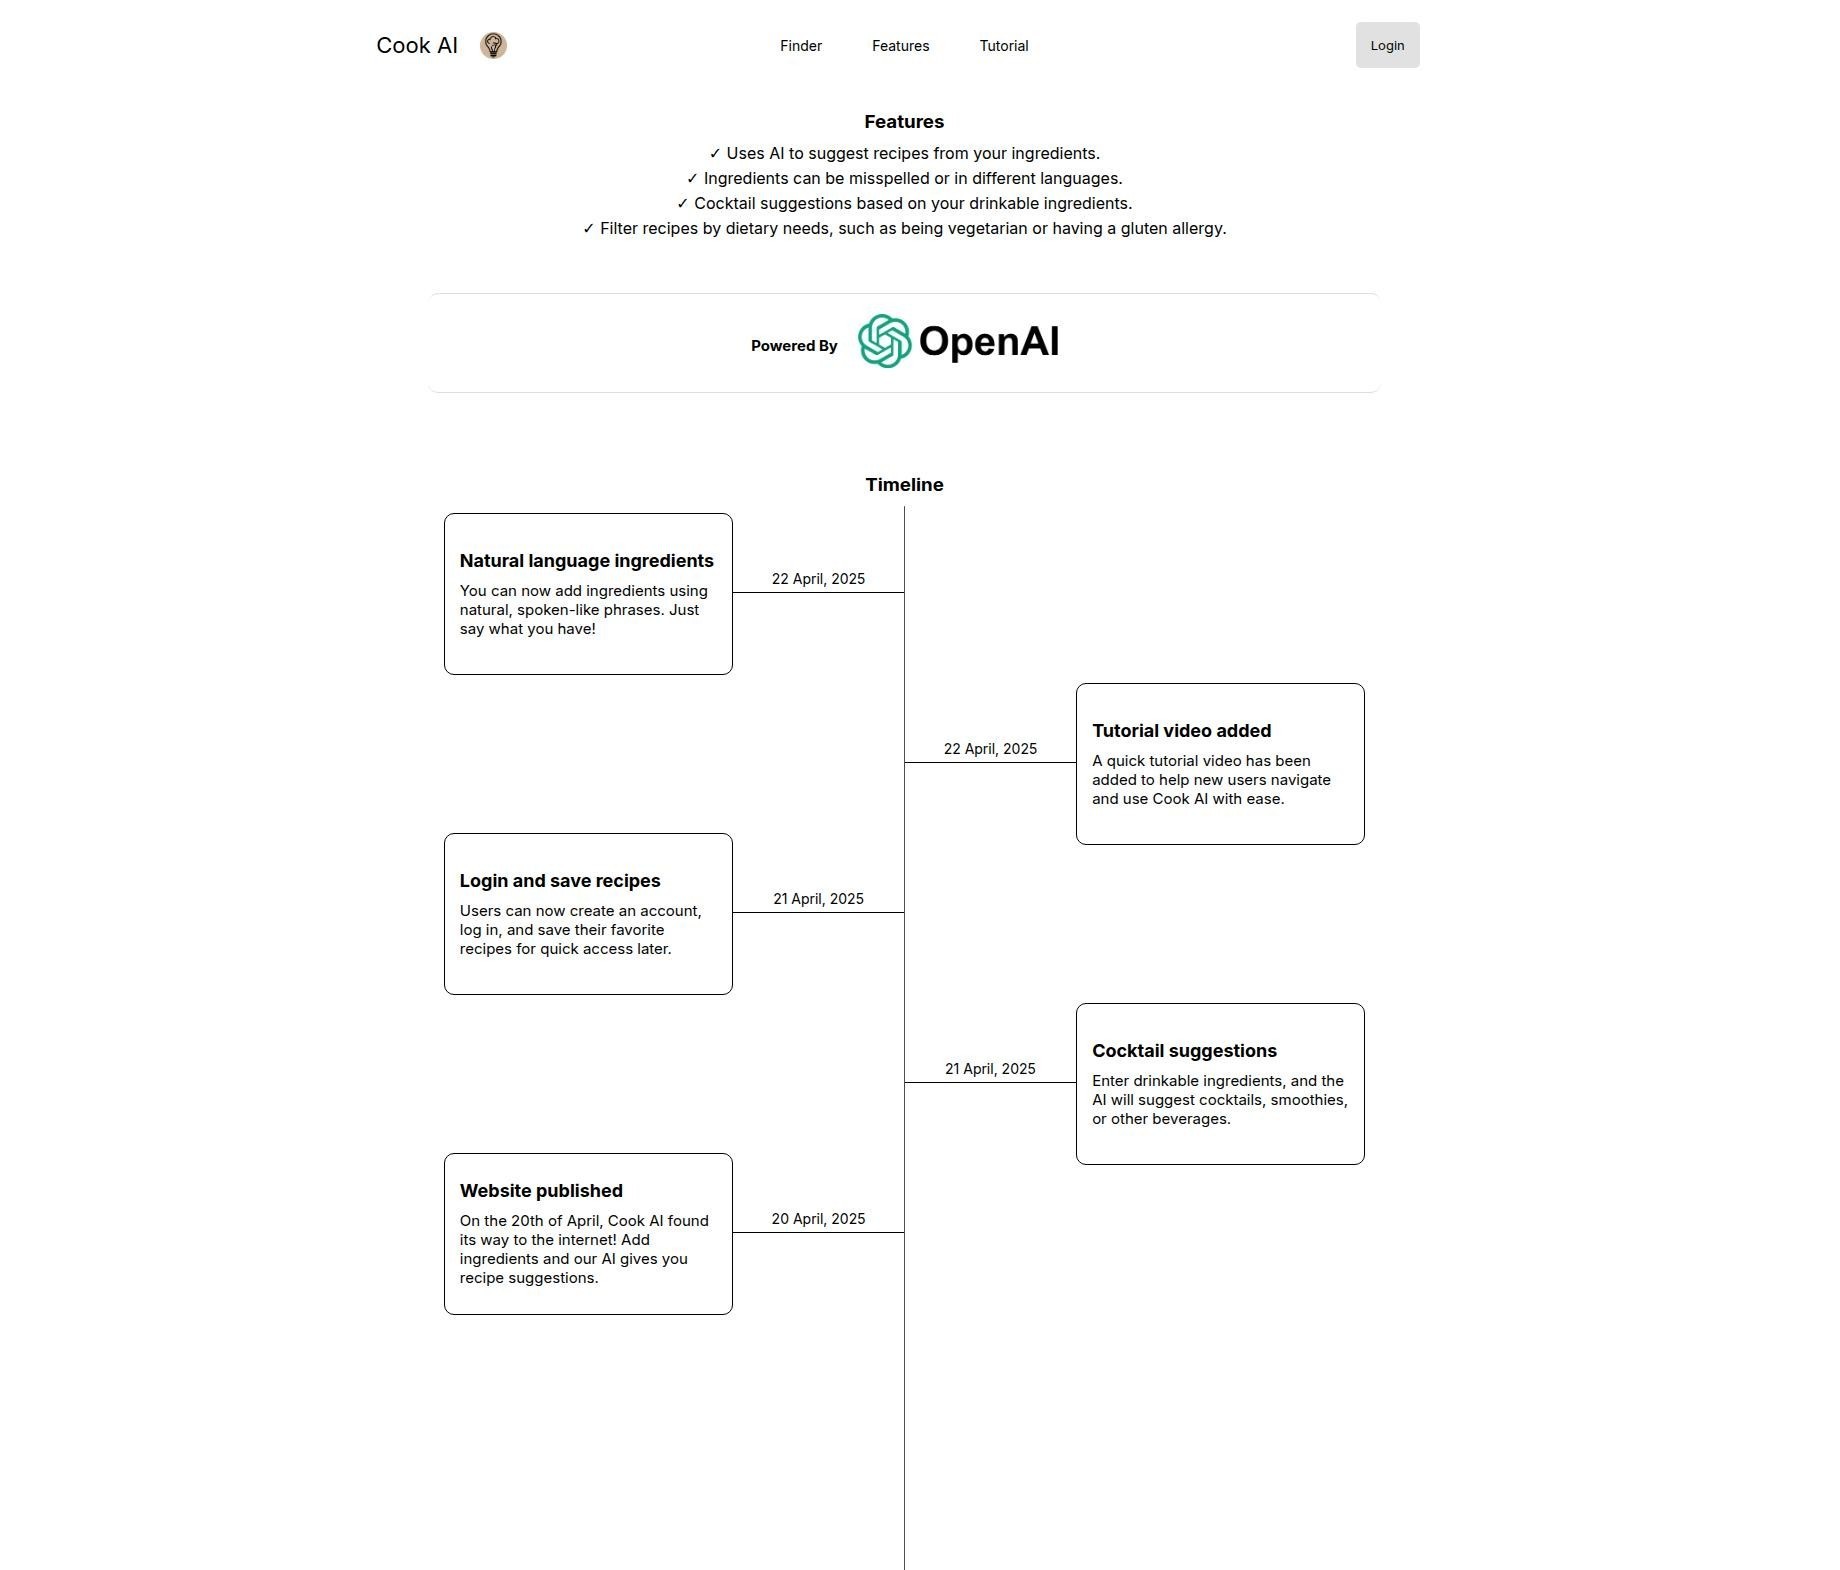 Cook AI
Finder
Features
Tutorial
Login
Features
✓ Uses AI to suggest recipes from your ingredients.
✓ Ingredients can be misspelled or in different languages.
✓ Cocktail suggestions based on your drinkable ingredients.
✓ Filter recipes by dietary needs, such as being vegetarian or having a gluten allergy.
Powered By
OpenAI
Timeline
Natural language ingredients
You can now add ingredients using
natural, spoken-like phrases. Just
say what you have!
22 April, 2025
22 April, 2025
Tutorial video added
A quick tutorial video has been
added to help new users navigate
and use Cook AI with ease.
Login and save recipes
Users can now create an account,
log in, and save their favorite
recipes for quick access later.
21 April, 2025
21 April, 2025
Cocktail suggestions
Enter drinkable ingredients, and the
AI will suggest cocktails, smoothies,
or other beverages.
Website published
On the 20th of April, Cook AI found
its way to the internet! Add
ingredients and our AI gives you
recipe suggestions.
20 April, 2025